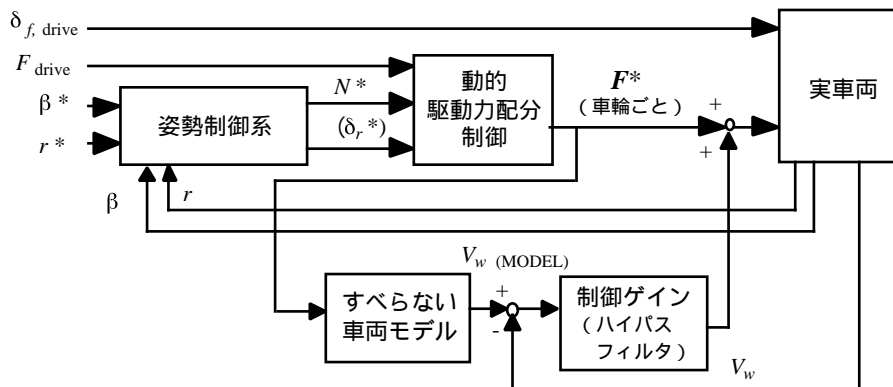 δ f, drive
F drive
β*
r*
姿勢制御系
N*
(δr*)
動的
駆動力配分
制御
F*
(車輪ごと)
+
+
実車両
β
r
Vw (MODEL)
すべらない
車両モデル
+
-
制御ゲイン
(ハイパス
フィルタ)
Vw